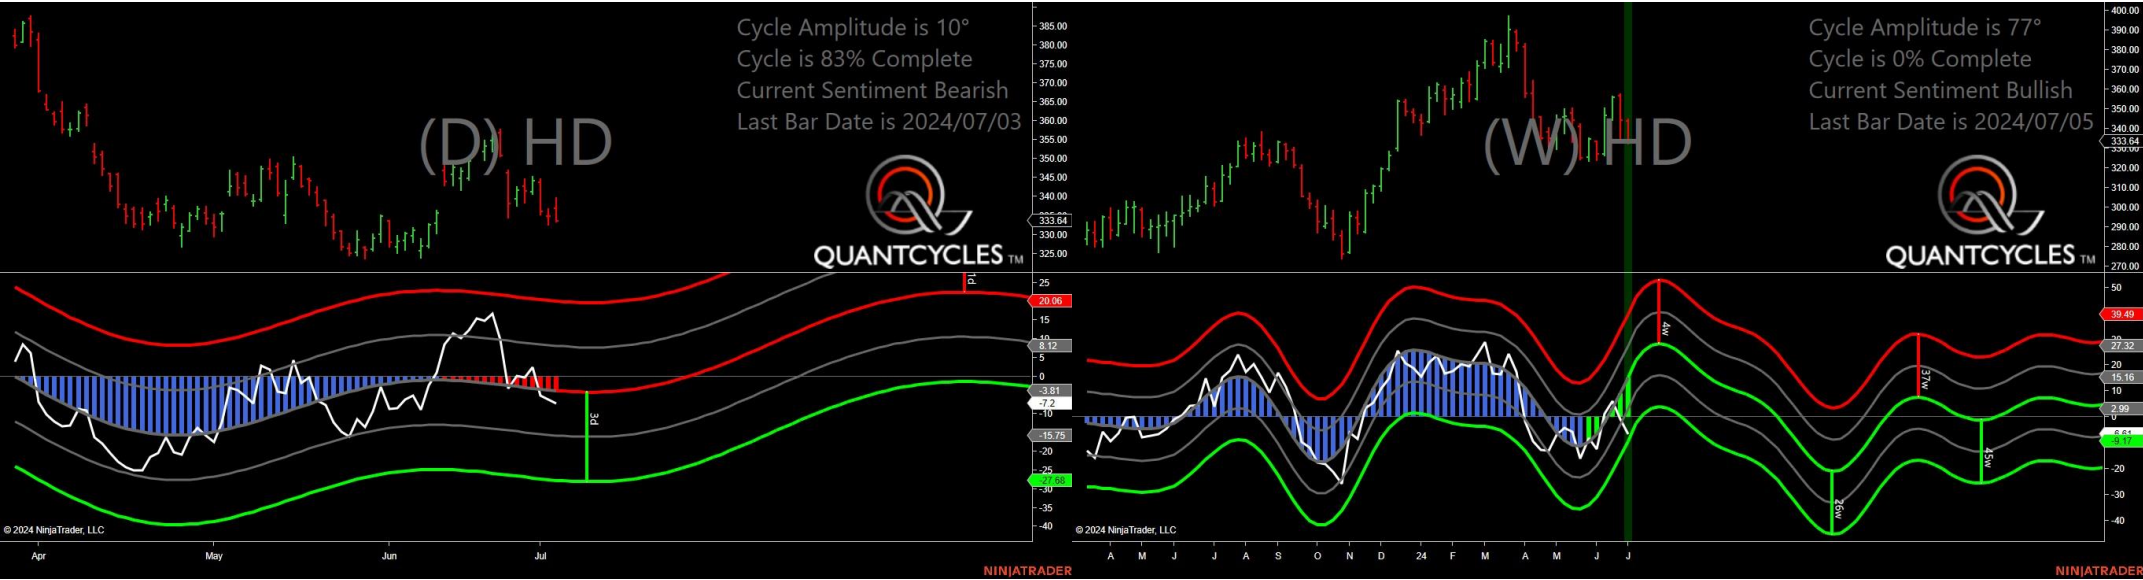 Cycle Amplitude is 10°
Cycle is 83% Complete
Current Sentiment Bearish
Last Bar Date is 2024/07/03
(D) HD
QUANTCYCLES TM
385.00
380.00
375.00
370.00
365.00
360.00
355.00
350.00
345.00
340.00
333.64
325.00
1d
25
20.06
15
8.12
5
0
-3.81
-7.2
-10
-15.75
-20
-25
-27.68
-30
-35
-40
3d
© 2024 NinjaTrader, LLC
Apr
May
Jun
Jul
NINJATRADER
Cycle Amplitude is 77°
Cycle is 0% Complete
Current Sentiment Bullish
Last Bar Date is 2024/07/05
(W) HD
QUANTCYCLES TM
400.00
390.00
380.00
370.00
360.00
350.00
340.00
333.64
320.00
310.00
300.00
290.00
280.00
270.00
50
39.49
27.32
20
15.16
10
2.99
-9.17
-20
-30
-40
4w
37w
26w
45w
© 2024 NinjaTrader, LLC
A M J J A S O N D 24 F M A M J J
NINJATRADER